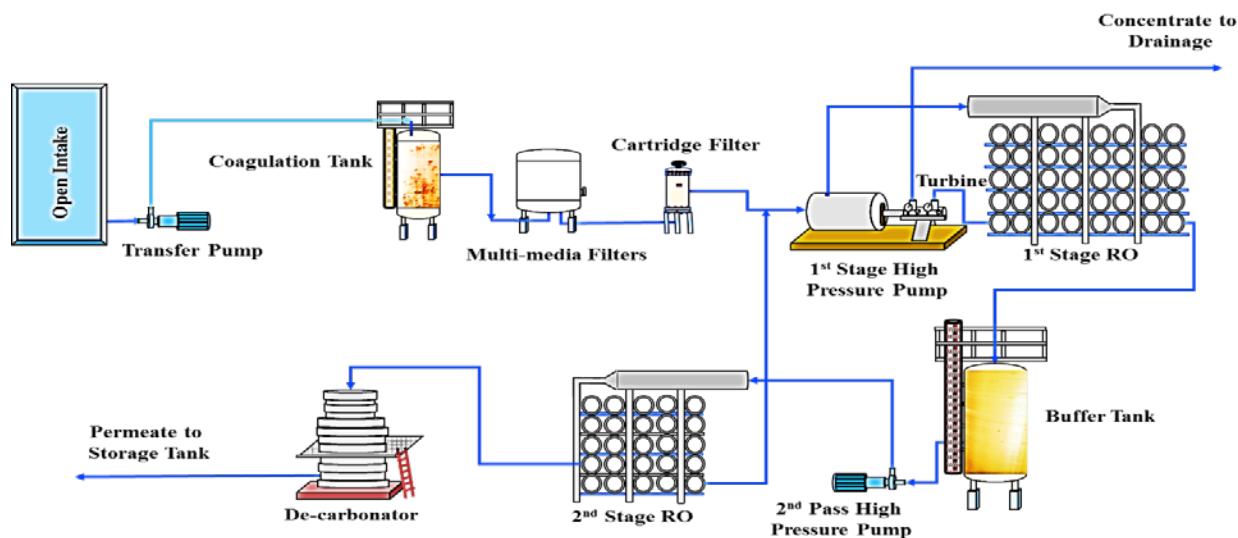 Concentrate to
Drainage
Open Intake
Coagulation Tank
Cartridge Filter
Turbine
Transfer Pump
Multi-media Filters
1st Stage High
Pressure Pump
1st Stage RO
Buffer Tank
Permeate to
Storage Tank
De-carbonator
2nd Stage RO
2nd Pass High
Pressure Pump